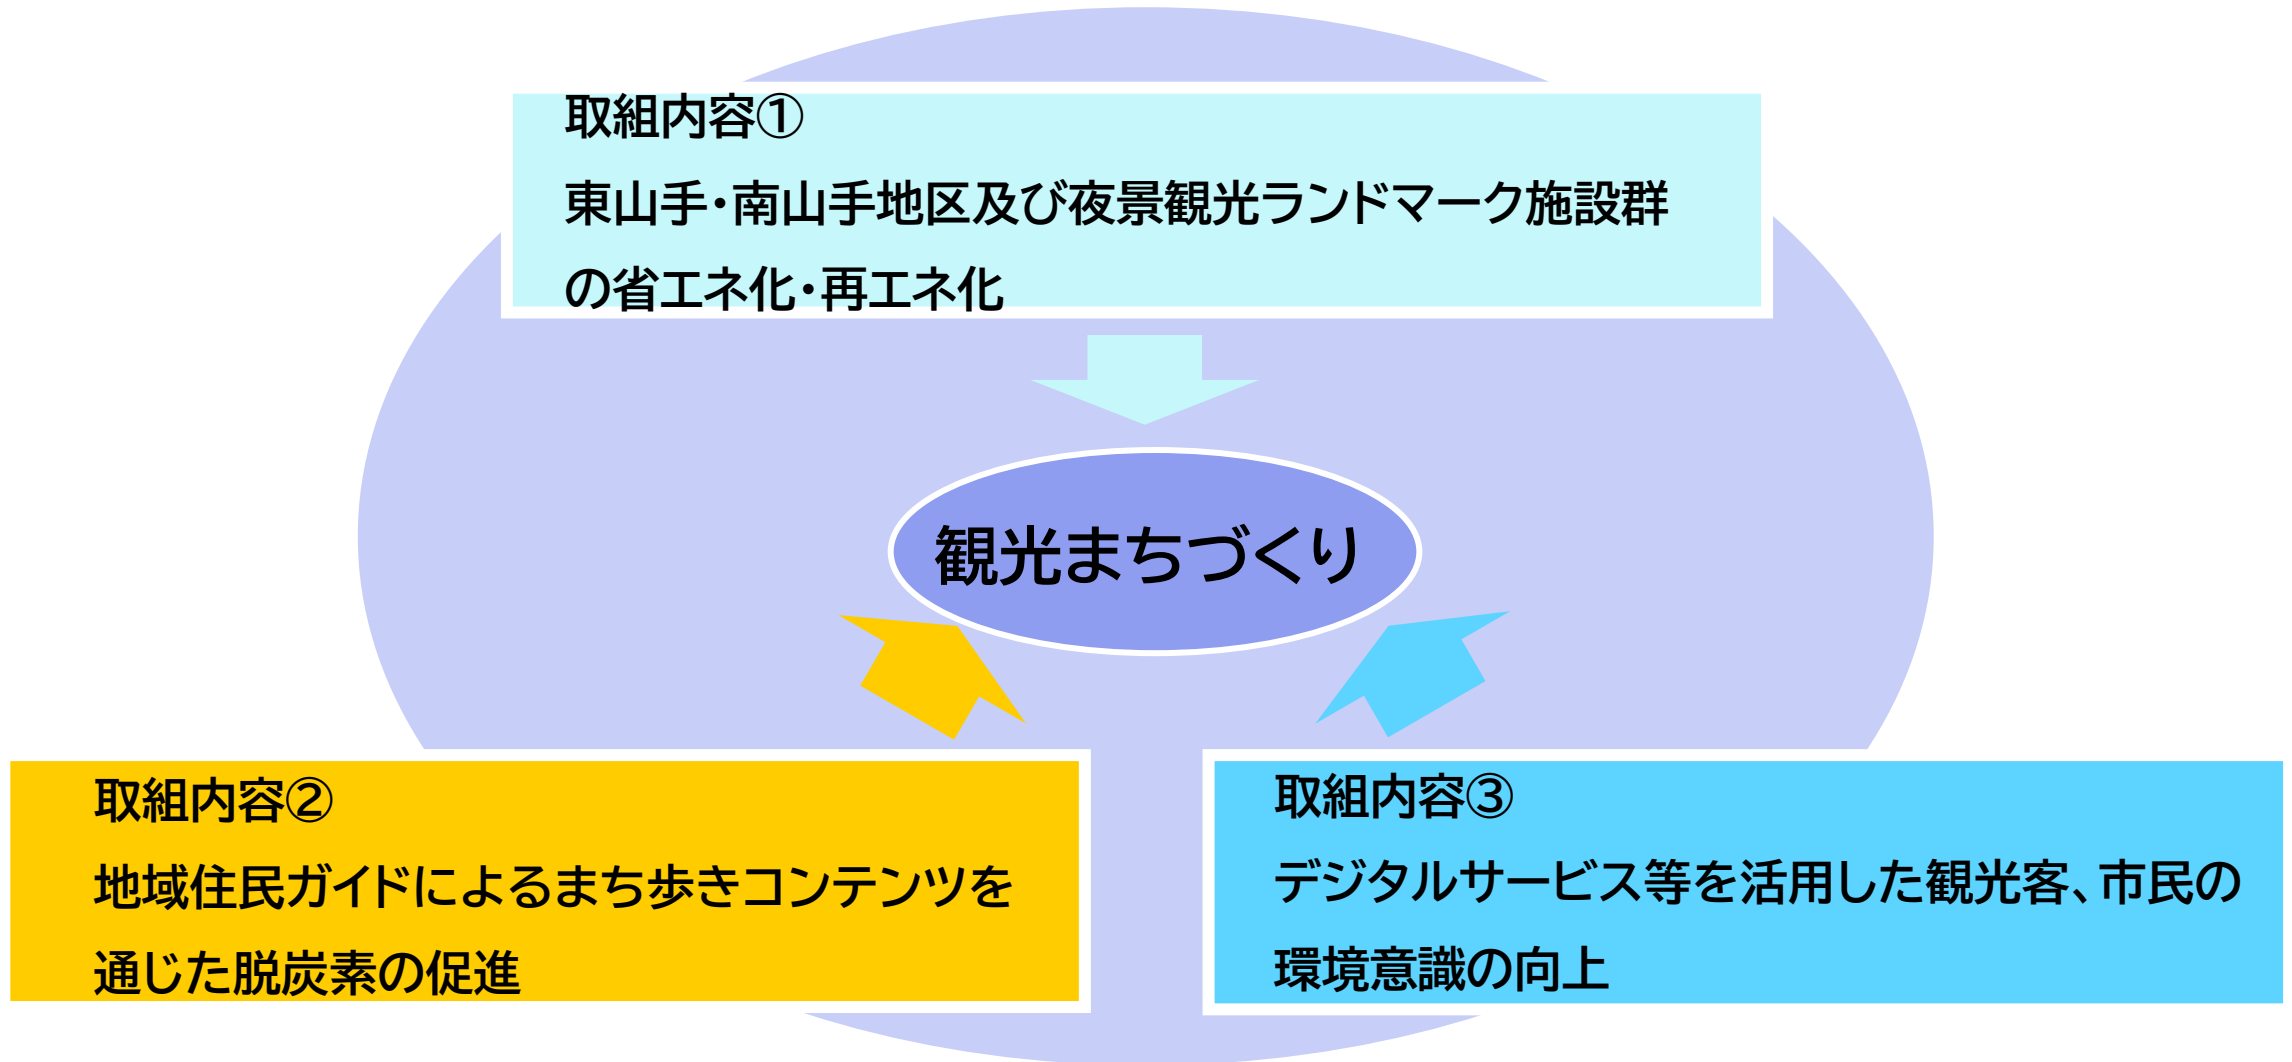 取組内容①
東山手・南山手地区及び夜景観光ランドマーク施設群
の省エネ化・再エネ化
観光まちづくり
取組内容②
地域住民ガイドによるまち歩きコンテンツを
通じた脱炭素の促進
取組内容③
デジタルサービス等を活用した観光客、市民の
環境意識の向上